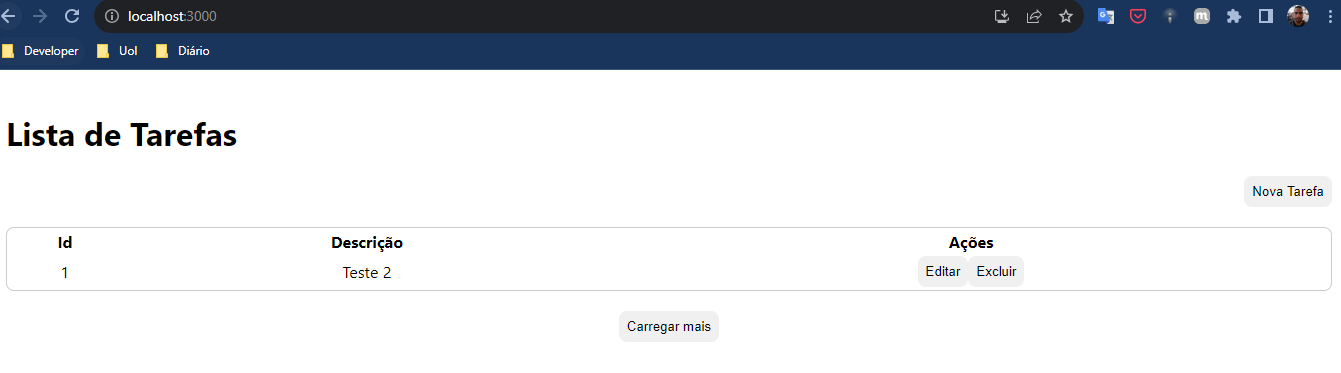 localhost:3000
Developer Uol Diário
Lista de Tarefas
Nova Tarefa
Id Descrição Ações
1 Teste 2 Editar Excluir
Carregar mais